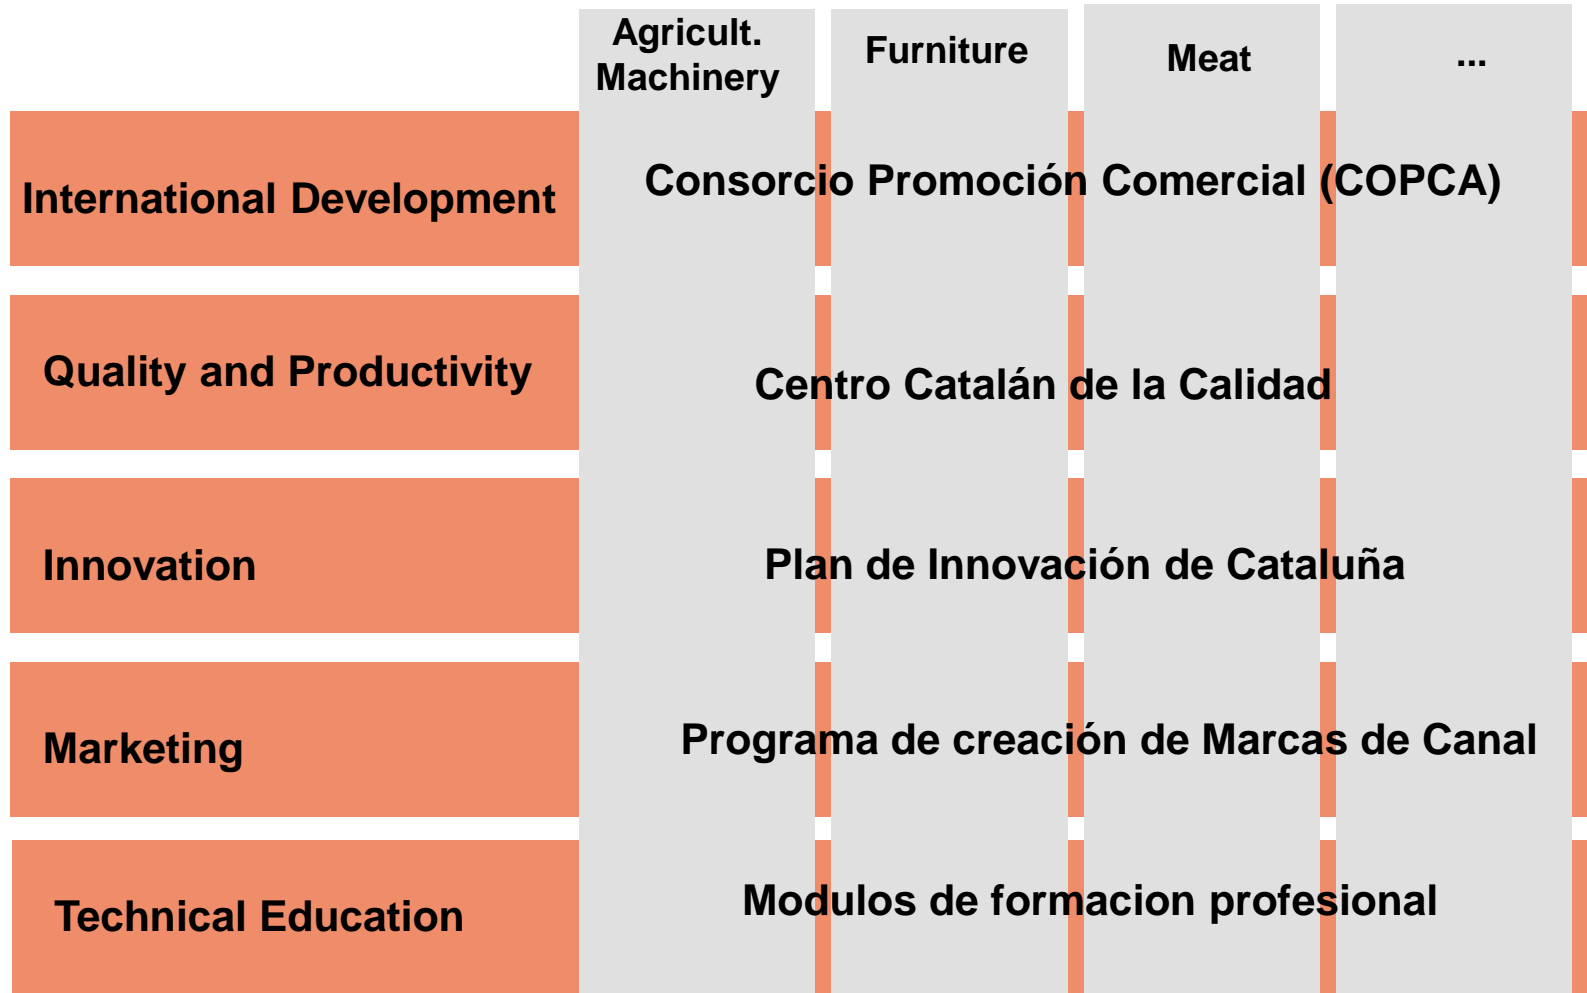 Agricult.
Machinery
Furniture
Meat
...
International Development
Consorcio Promoción Comercial (COPCA)
Quality and Productivity
Centro Catalán de la Calidad
Innovation
Plan de Innovación de Cataluña
Marketing
Programa de creación de Marcas de Canal
Technical Education
Modulos de formacion profesional